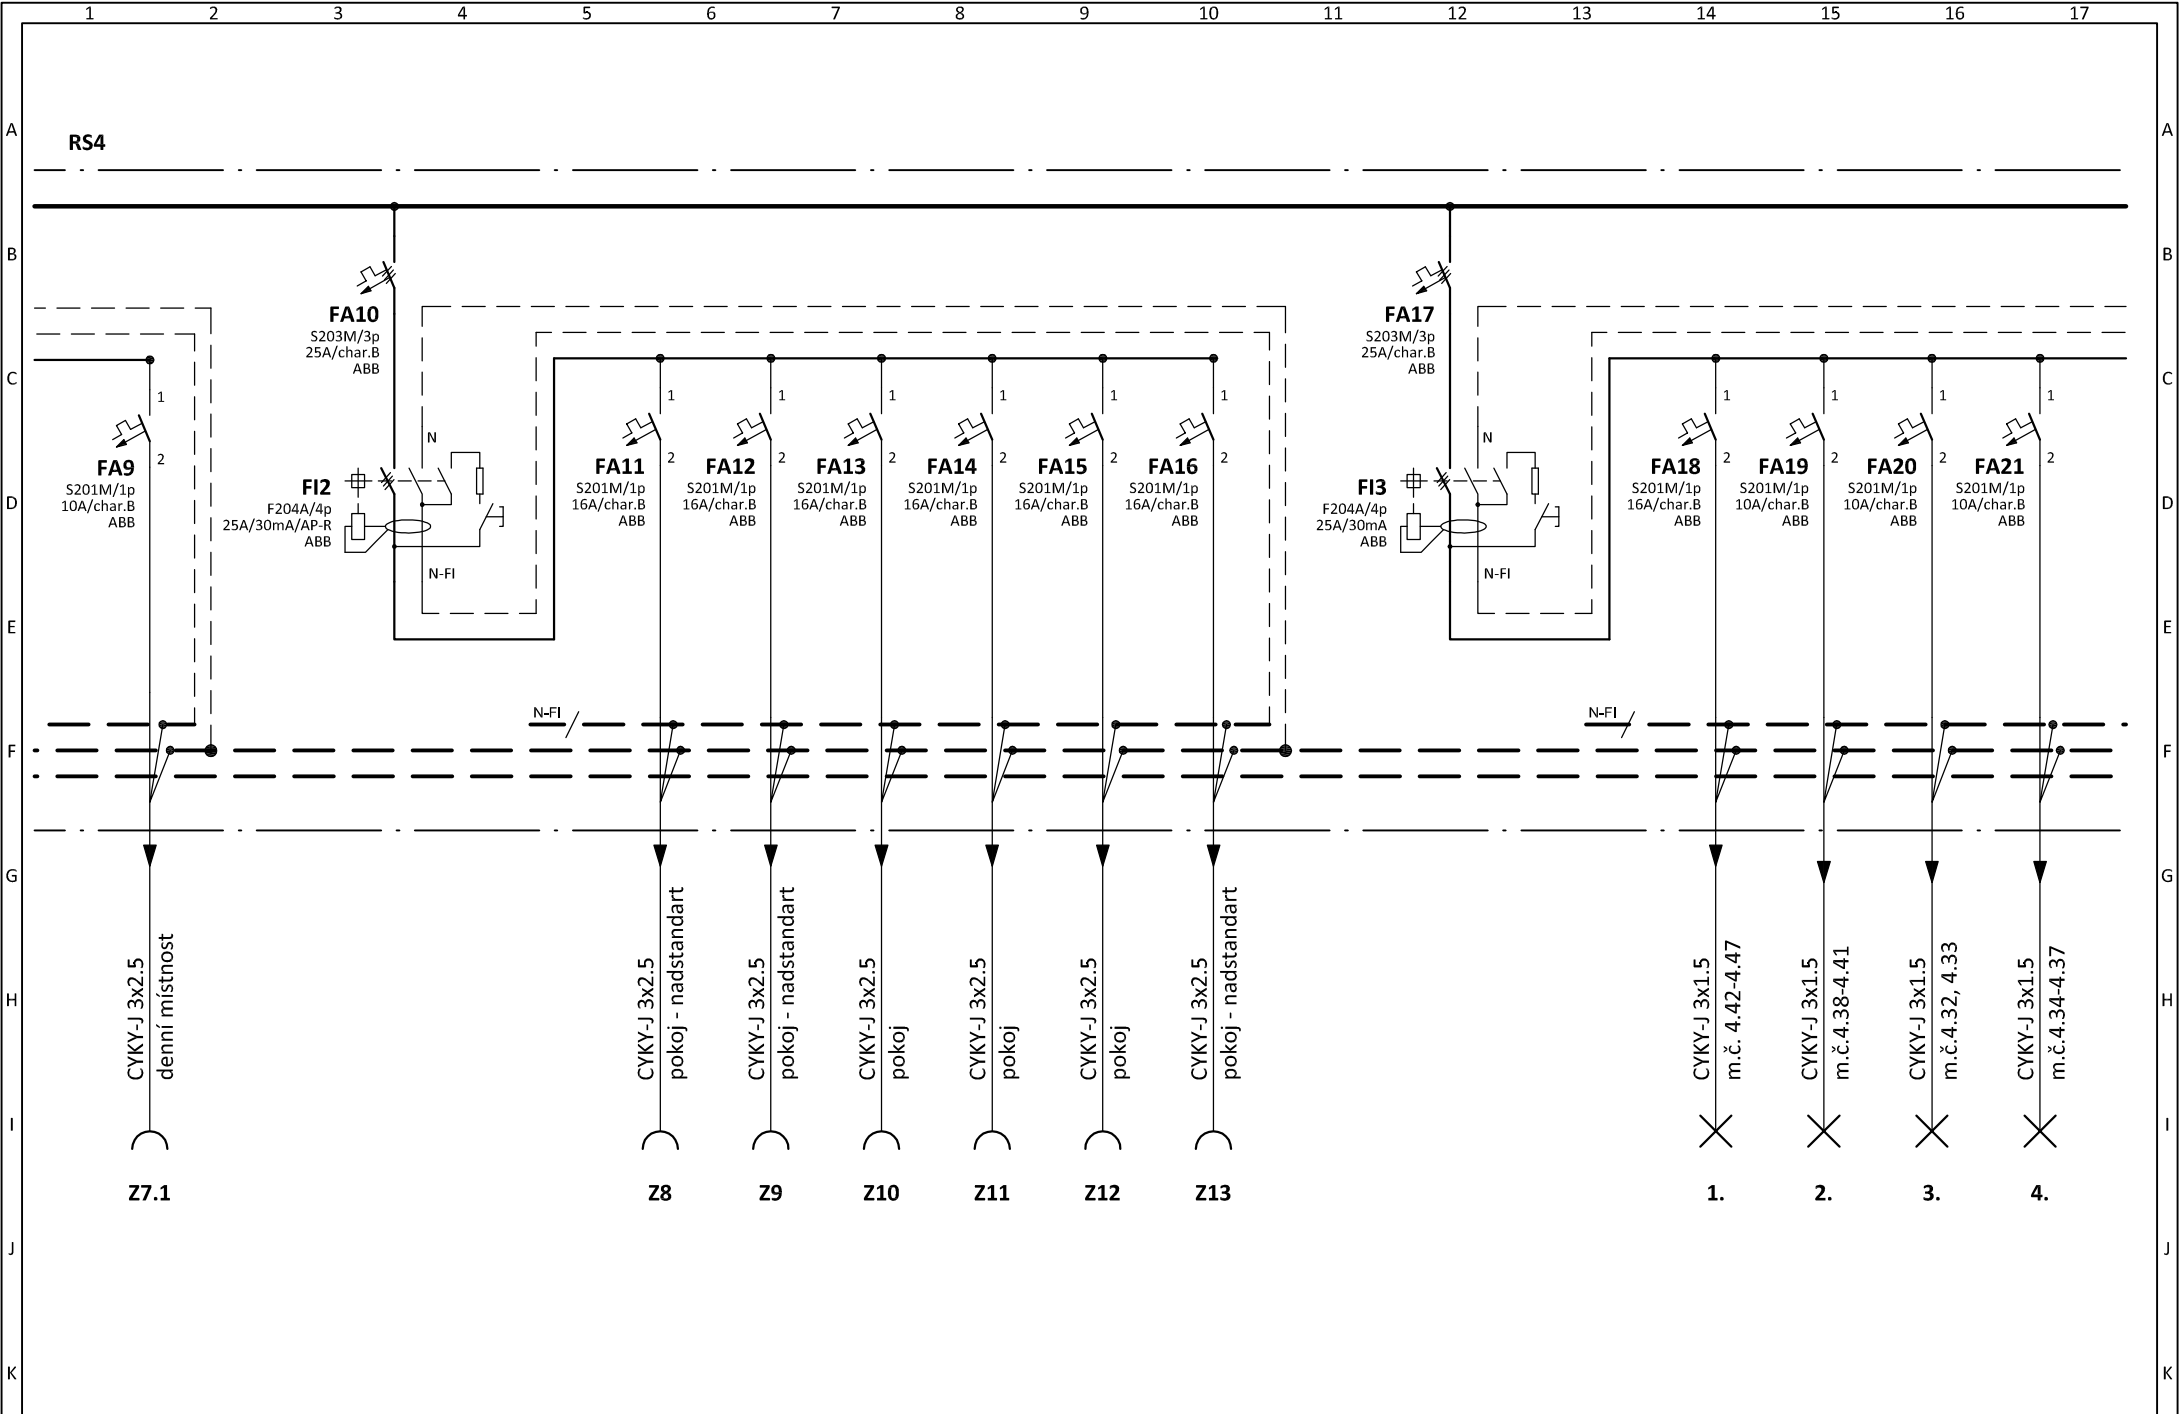 1 2 3 4 5 6 7 8 9 10 11 12 13 14 15 16 17
A A
RS4
B B
FA10
S203M/3p
25A/char.B
ABB
FA17
S203M/3p
25A/char.B
ABB
C C
1 1 1 1 1 1 1 1 1 1 1
N N
2 2 2 2 2 2 2 2 2 2 2
FA9
S201M/1p
10A/char.B
ABB
FI2
F204A/4p
25A/30mA/AP-R
ABB
FA11
S201M/1p
16A/char.B
ABB
FA12
S201M/1p
16A/char.B
ABB
FA13
S201M/1p
16A/char.B
ABB
FA14
S201M/1p
16A/char.B
ABB
FA15
S201M/1p
16A/char.B
ABB
FA16
S201M/1p
16A/char.B
ABB
FI3
F204A/4p
25A/30mA
ABB
FA18
S201M/1p
16A/char.B
ABB
FA19
S201M/1p
10A/char.B
ABB
FA20
S201M/1p
10A/char.B
ABB
FA21
S201M/1p
10A/char.B
ABB
D D
N-FI N-FI
E E
N-FI N-FI
F F
G G
CYKY-J 3x2.5
denní místnost
CYKY-J 3x2.5
pokoj - nadstandart
CYKY-J 3x2.5
pokoj - nadstandart
CYKY-J 3x2.5
pokoj
CYKY-J 3x2.5
pokoj
CYKY-J 3x2.5
pokoj
CYKY-J 3x2.5
pokoj - nadstandart
CYKY-J 3x1.5
m.č. 4.42-4.47
CYKY-J 3x1.5
m.č.4.38-4.41
CYKY-J 3x1.5
m.č.4.32, 4.33
CYKY-J 3x1.5
m.č.4.34-4.37
H H
I I
Z7.1 Z8 Z9 Z10 Z11 Z12 Z13 1. 2. 3. 4.
J J
K K